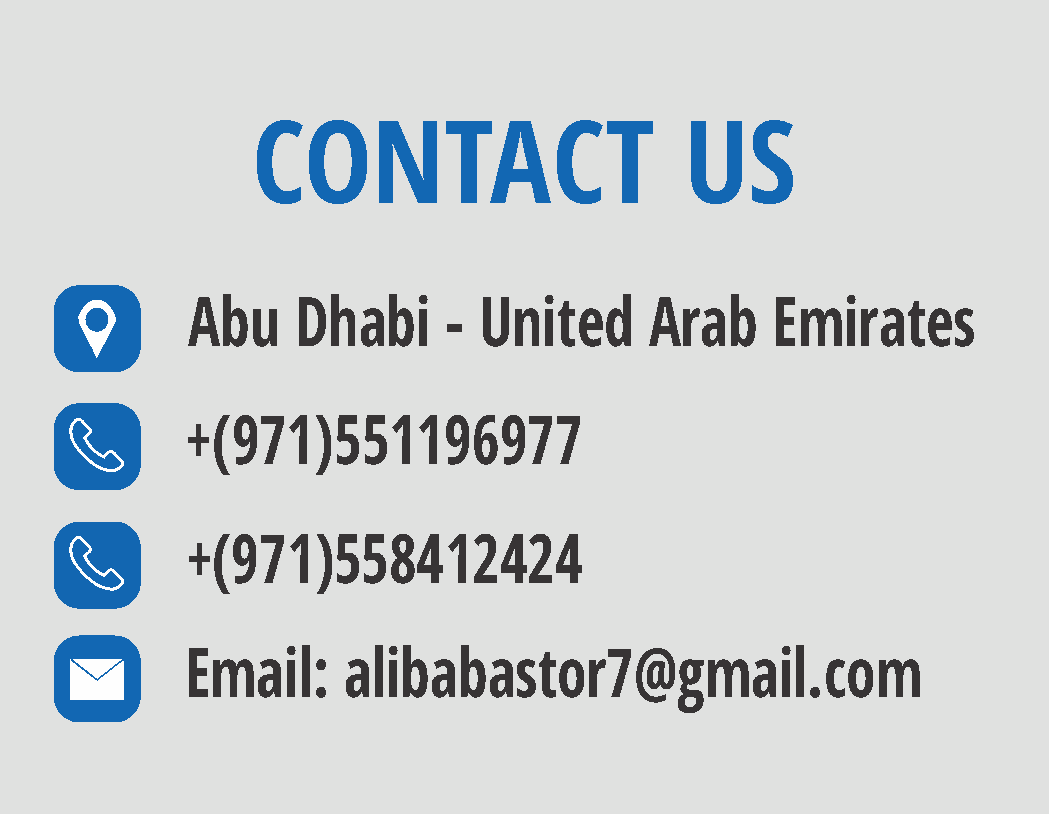 CONTACT US
Abu Dhabi - United Arab Emirates
+(971)551196977
+(971)558412424
Email: alibabastor7@gmail.com